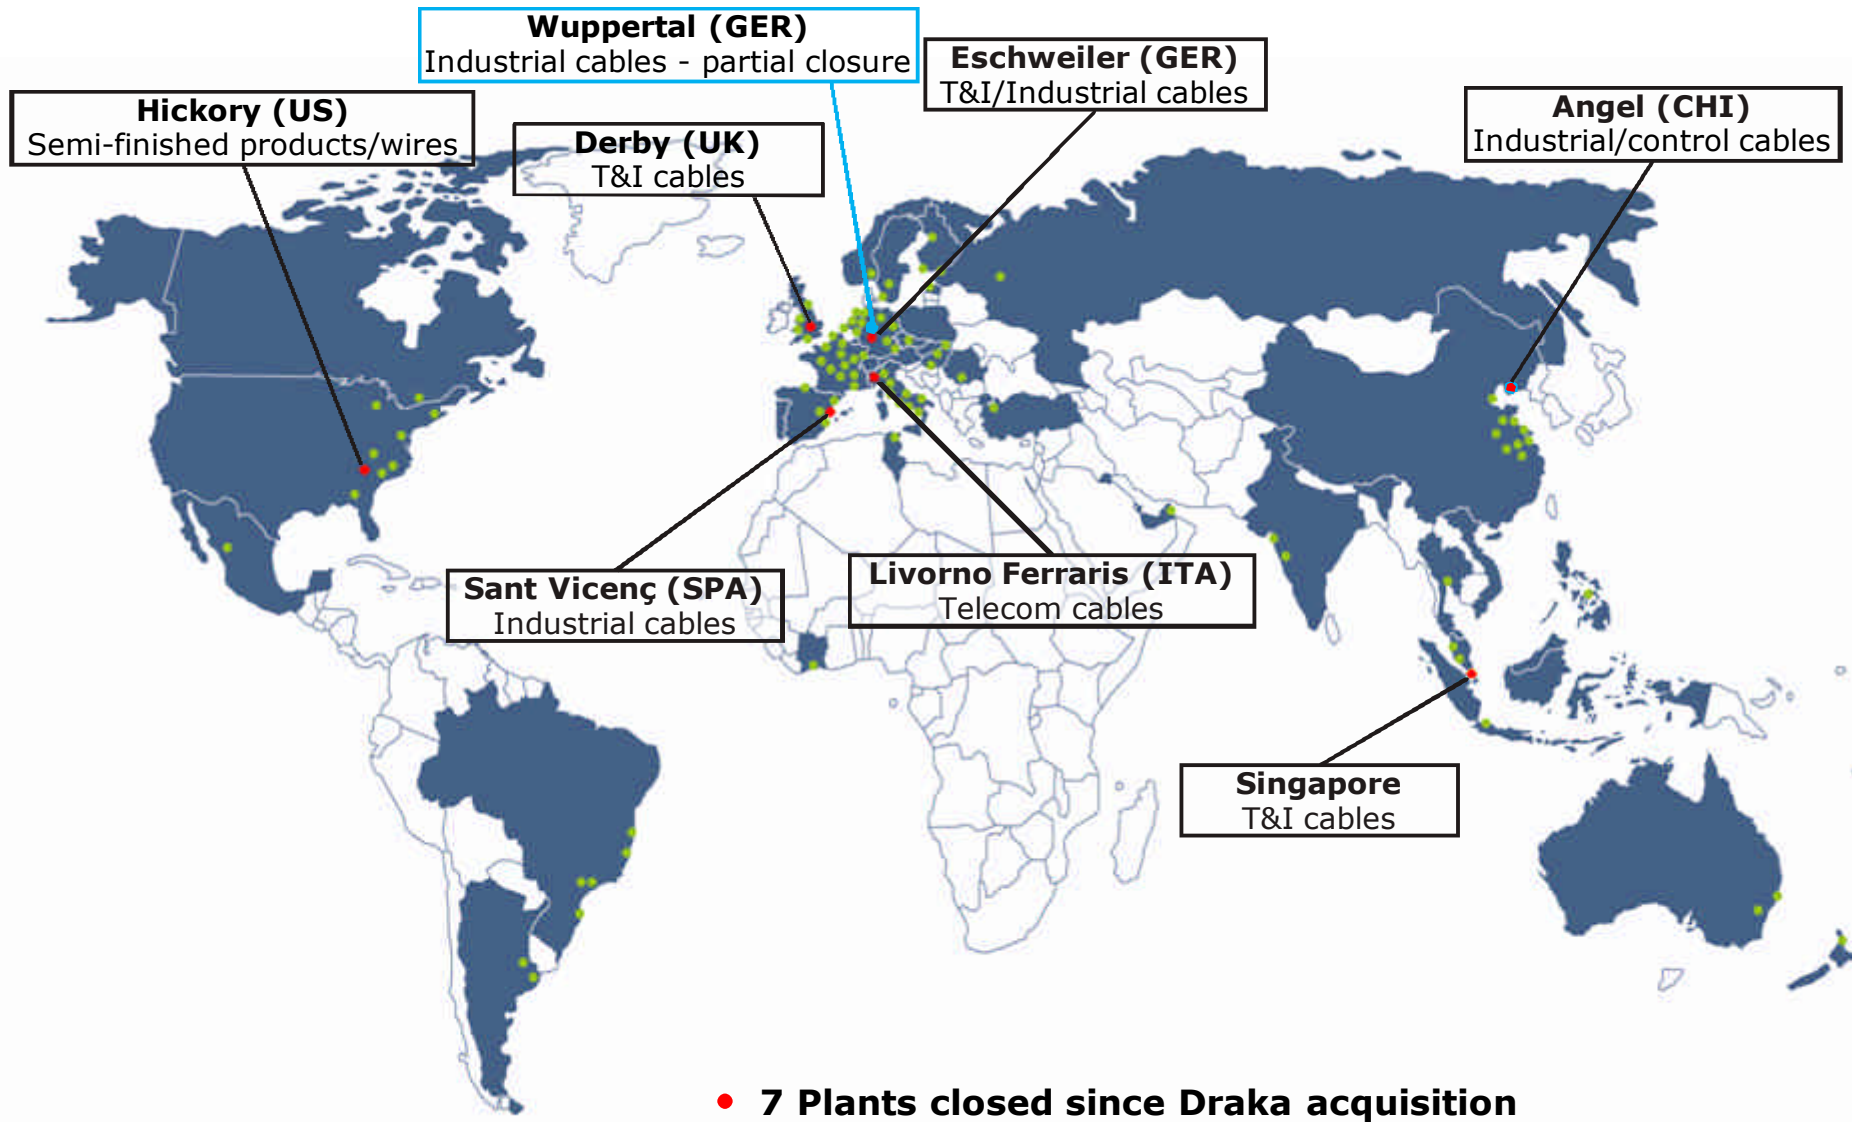 Wuppertal (GER)
Industrial cables - partial closure
Eschweiler (GER)
T&I/Industrial cables
Hickory (US)
Semi-finished products/wires
Derby (UK)
T&I cables
Angel (CHI)
Industrial/control cables
Sant Vicenç (SPA)
Industrial cables
Livorno Ferraris (ITA)
Telecom cables
Singapore
T&I cables
7 Plants closed since Draka acquisition